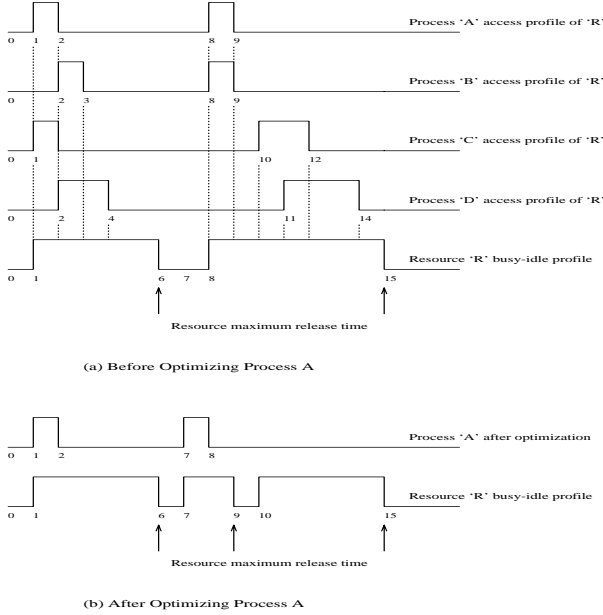 Process ‘A’ access profile of ‘R’
0 1 2 8 9
Process ‘B’ access profile of ‘R’
0 2 3 8 9
Process ‘C’ access profile of ‘R’
0 1 10 12
Process ‘D’ access profile of ‘R’
0 2 4 11 14
Resource ‘R’ busy-idle profile
0 1 6 7 8 15
Resource maximum release time
(a) Before Optimizing Process A
Process ‘A’ after optimization
0 1 2 7 8
Resource ‘R’ busy-idle profile
0 1 6 7 9 10 15
Resource maximum release time
(b) After Optimizing Process A